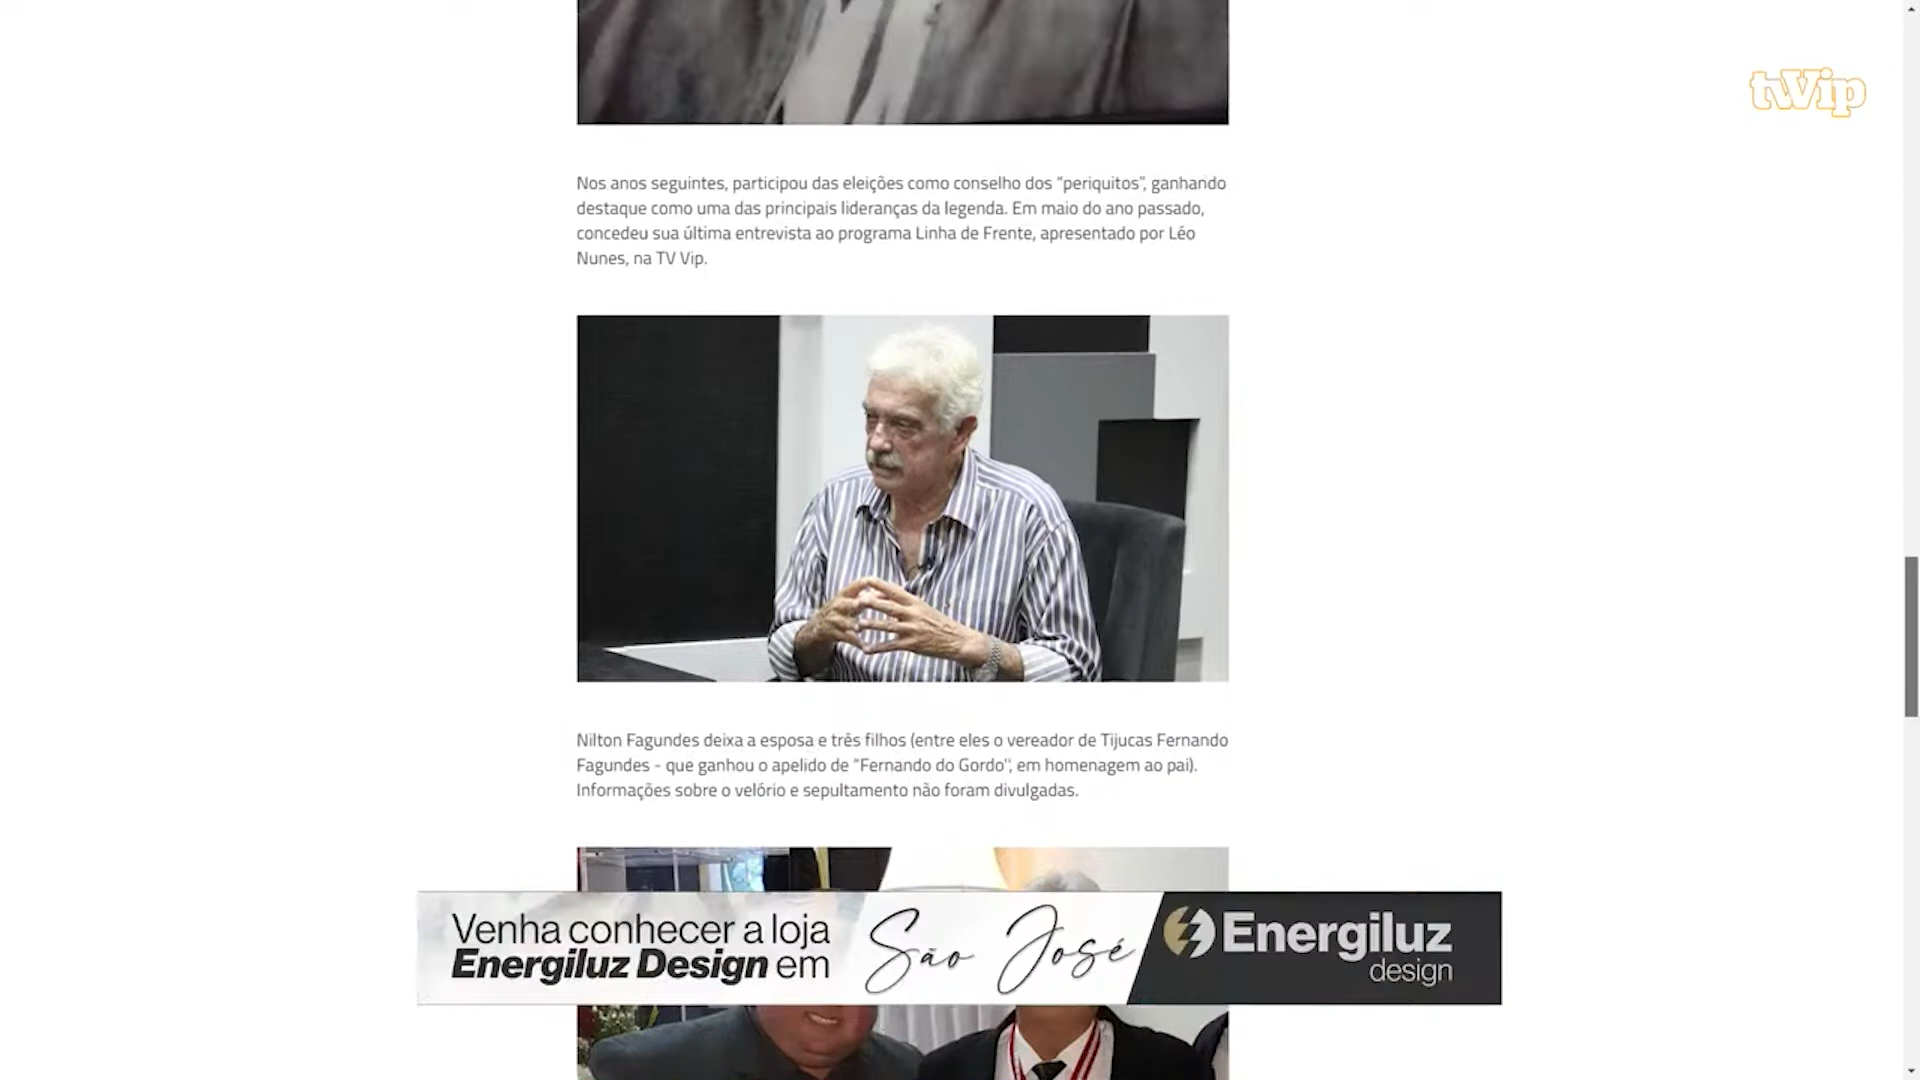 tvip
Nos anos seguintes, participou das eleições como conselho dos “periquitos”, ganhando
destaque como uma das principais lideranças da legenda. Em maio do ano passado,
concedeu sua última entrevista ao programa Linha de Frente, apresentado por Léo
Nunes, na TV Vip.
Nilton Fagundes deixa a esposa e três filhos (entre eles o vereador de Tijucas Fernando
Fagundes - que ganhou o apelido de “Fernando do Gordo”, em homenagem ao pai).
Informações sobre o velório e sepultamento não foram divulgadas.
Venha conhecer a loja
Energiluz Design em
São José
Energiluz
design